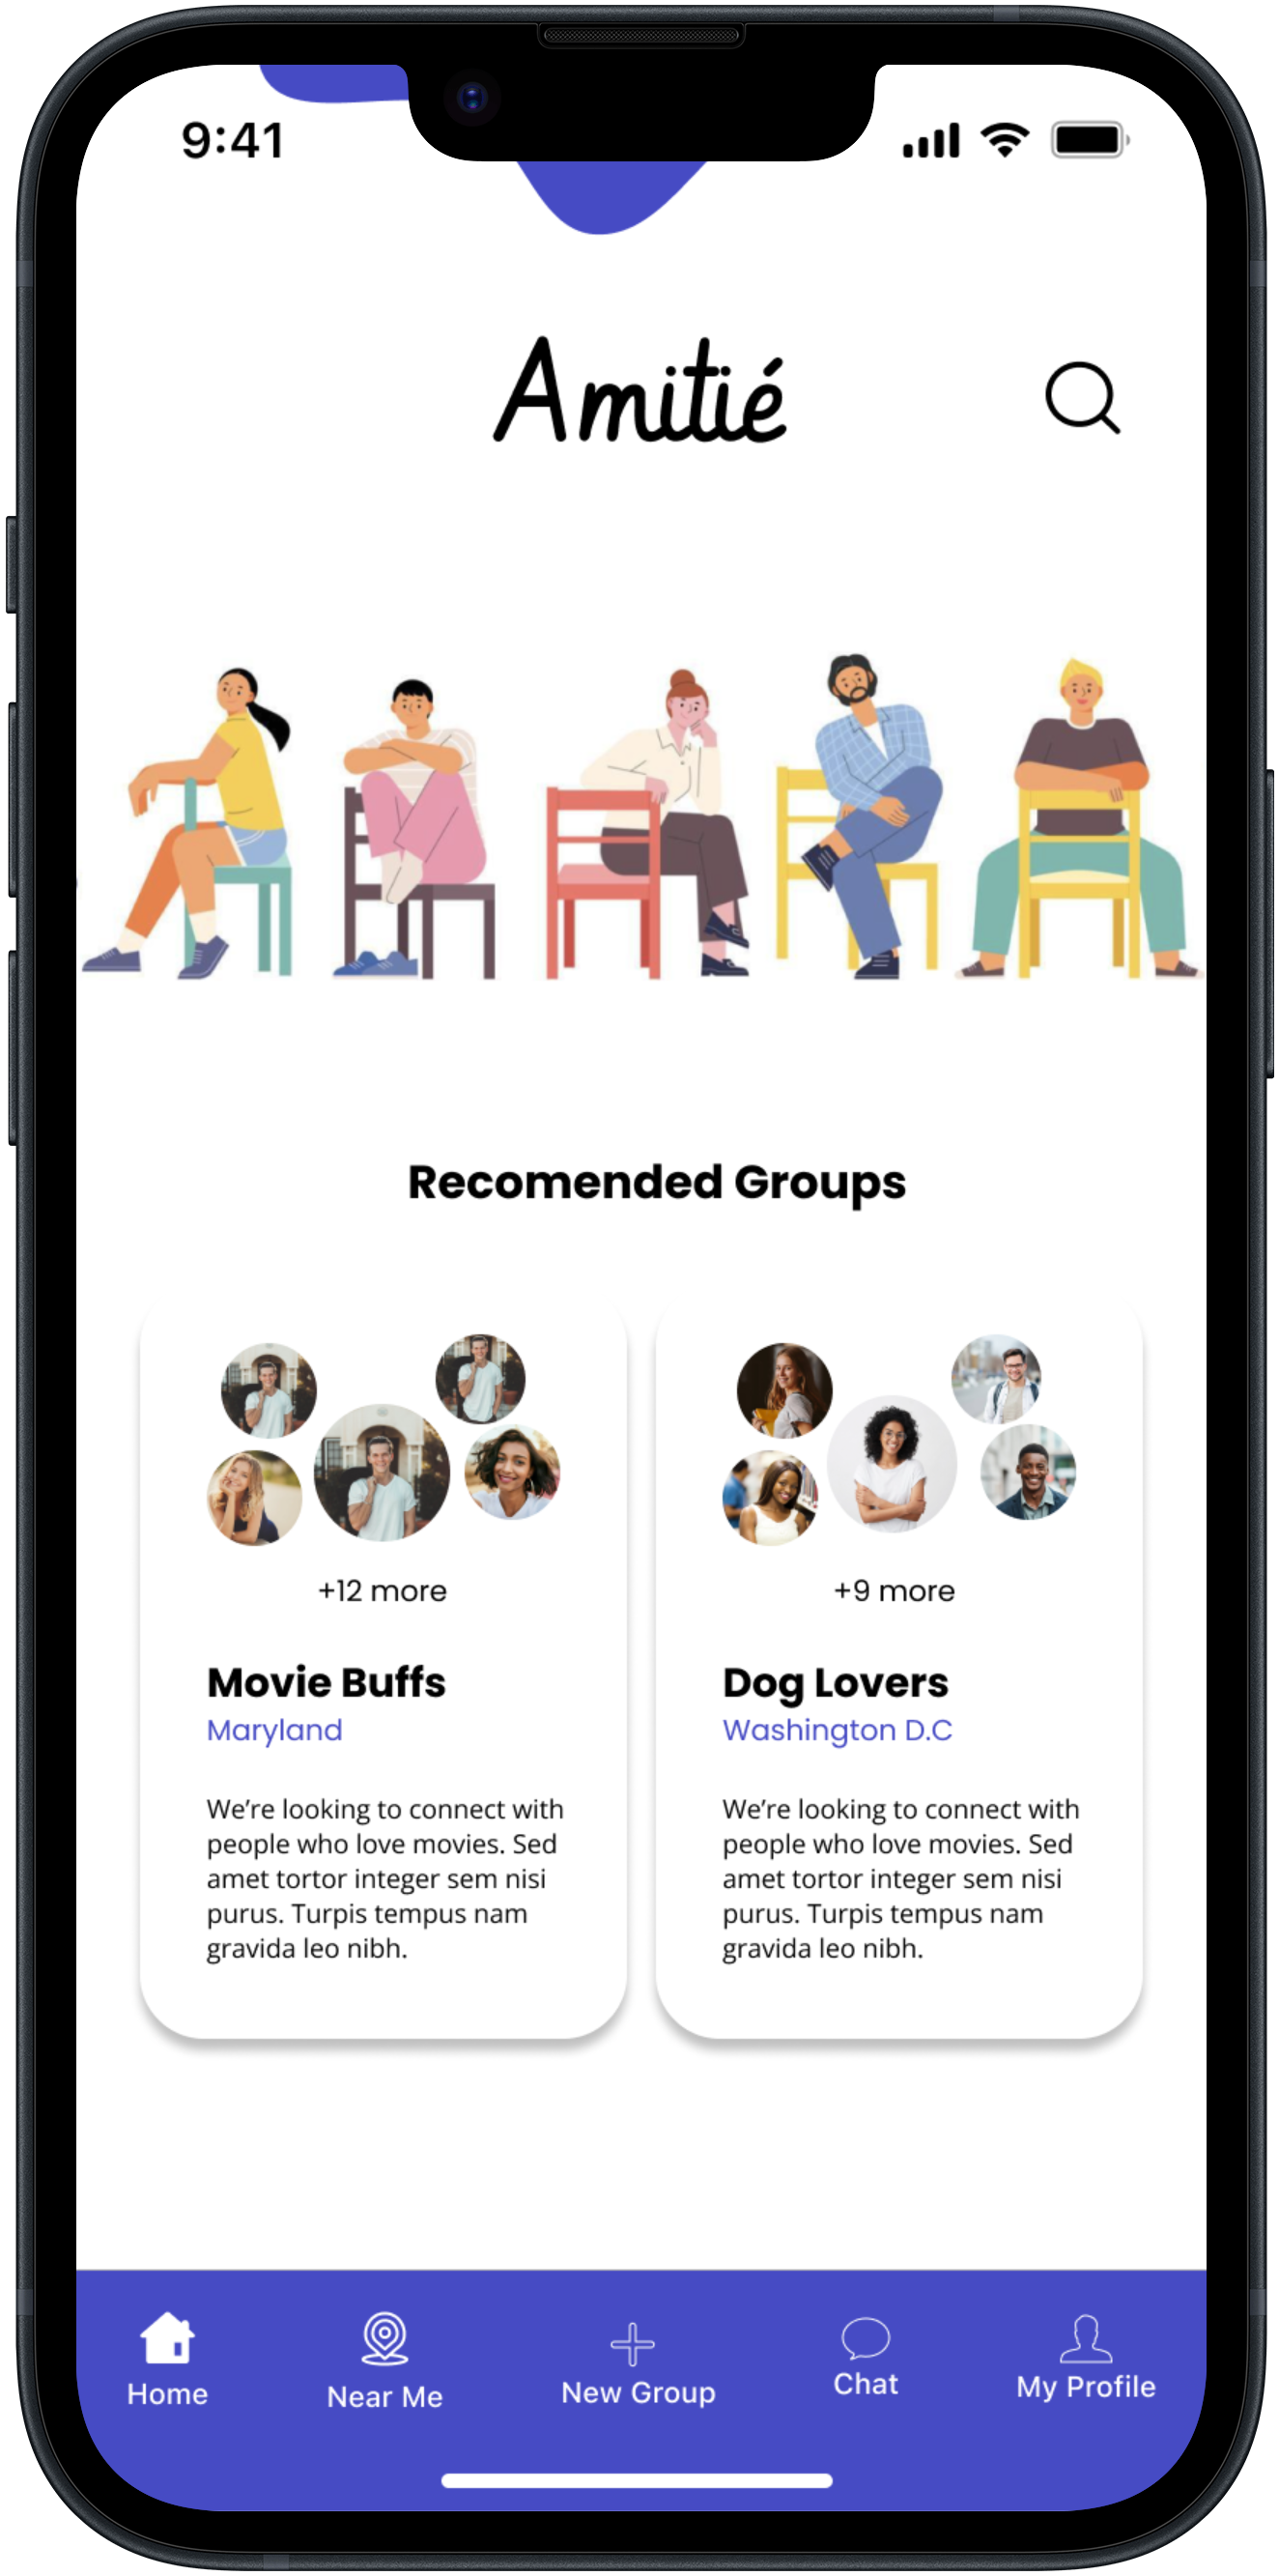 9:41
Amitié
Recomended Groups
+12 more
Movie Buffs
Maryland
We’re looking to connect with
people who love movies. Sed
amet tortor integer sem nisi
purus. Turpis tempus nam
gravida leo nibh.
+9 more
Dog Lovers
Washington D.C
We’re looking to connect with
people who love movies. Sed
amet tortor integer sem nisi
purus. Turpis tempus nam
gravida leo nibh.
Home
Near Me
New Group
Chat
My Profile